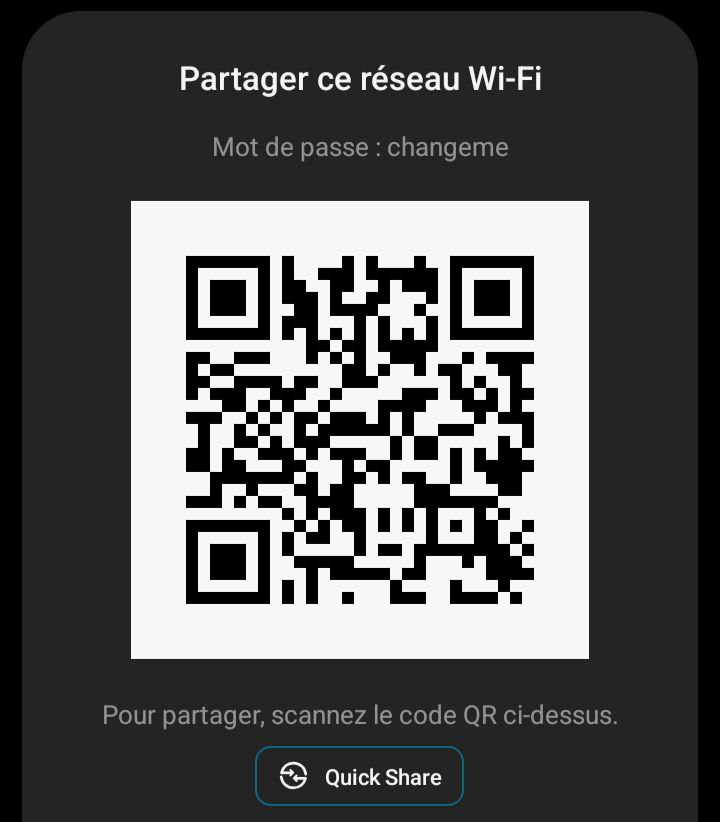 Partager ce réseau Wi-Fi
Mot de passe : changeme
Pour partager, scannez le code QR ci-dessus.
Quick Share